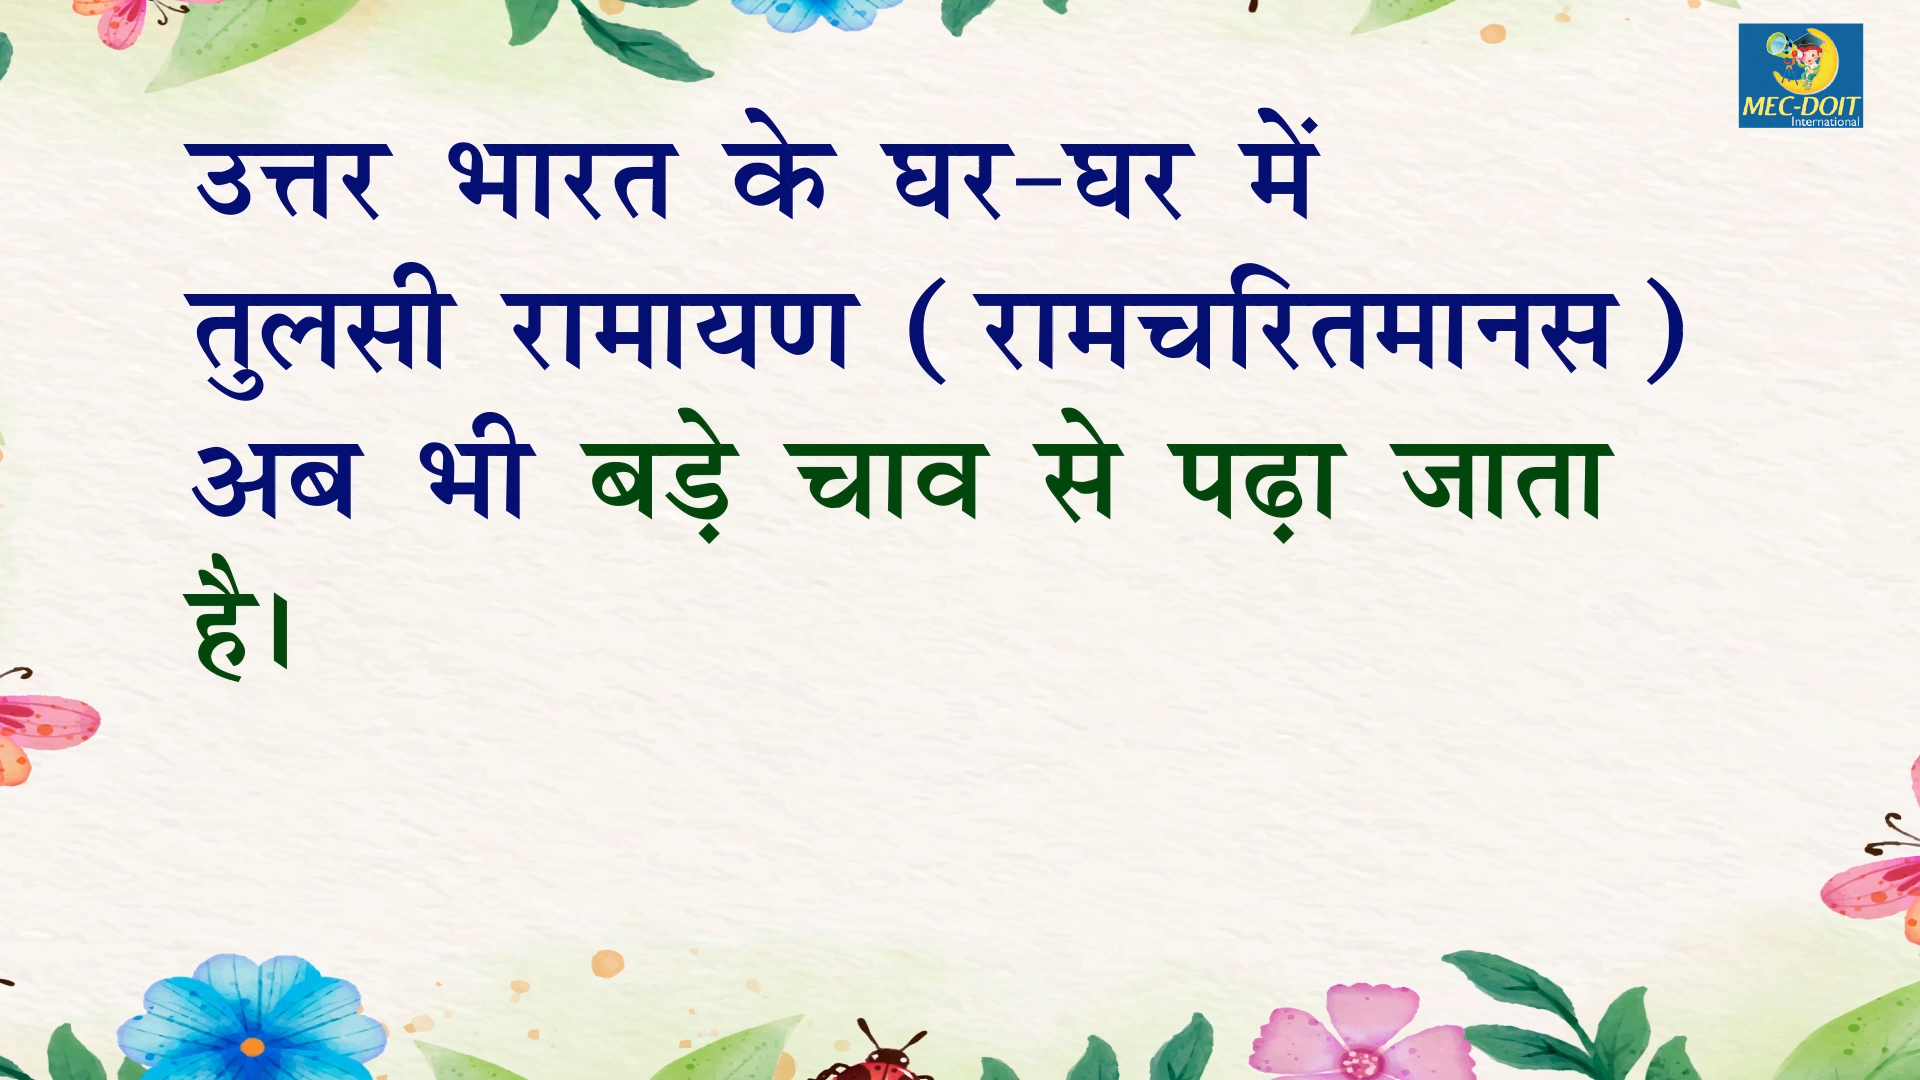 MEC-DOIT
International
उत्तर भारत के घर-घर में
तुलसी रामायण (रामचरितमानस)
अब भी बड़े चाव से पढ़ा जाता
है।